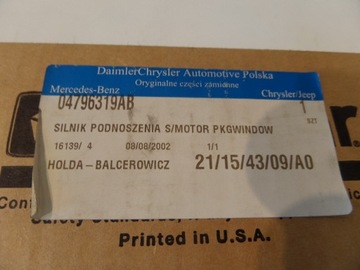 DaimlerChrysler Automotive Polska
Oryginalne części zamienne
Mercedes-Benz
Chrysler/Jeep
04796319AB
1
SZT
SILNIK PODNOSZENIA S/MOTOR PKGWINDOW
16139/ 4 08/08/2002 1/1
HOLDA-BALCEROWICZ 21/15/43/09/A0
Safety Standards,
Printed in U.S.A.